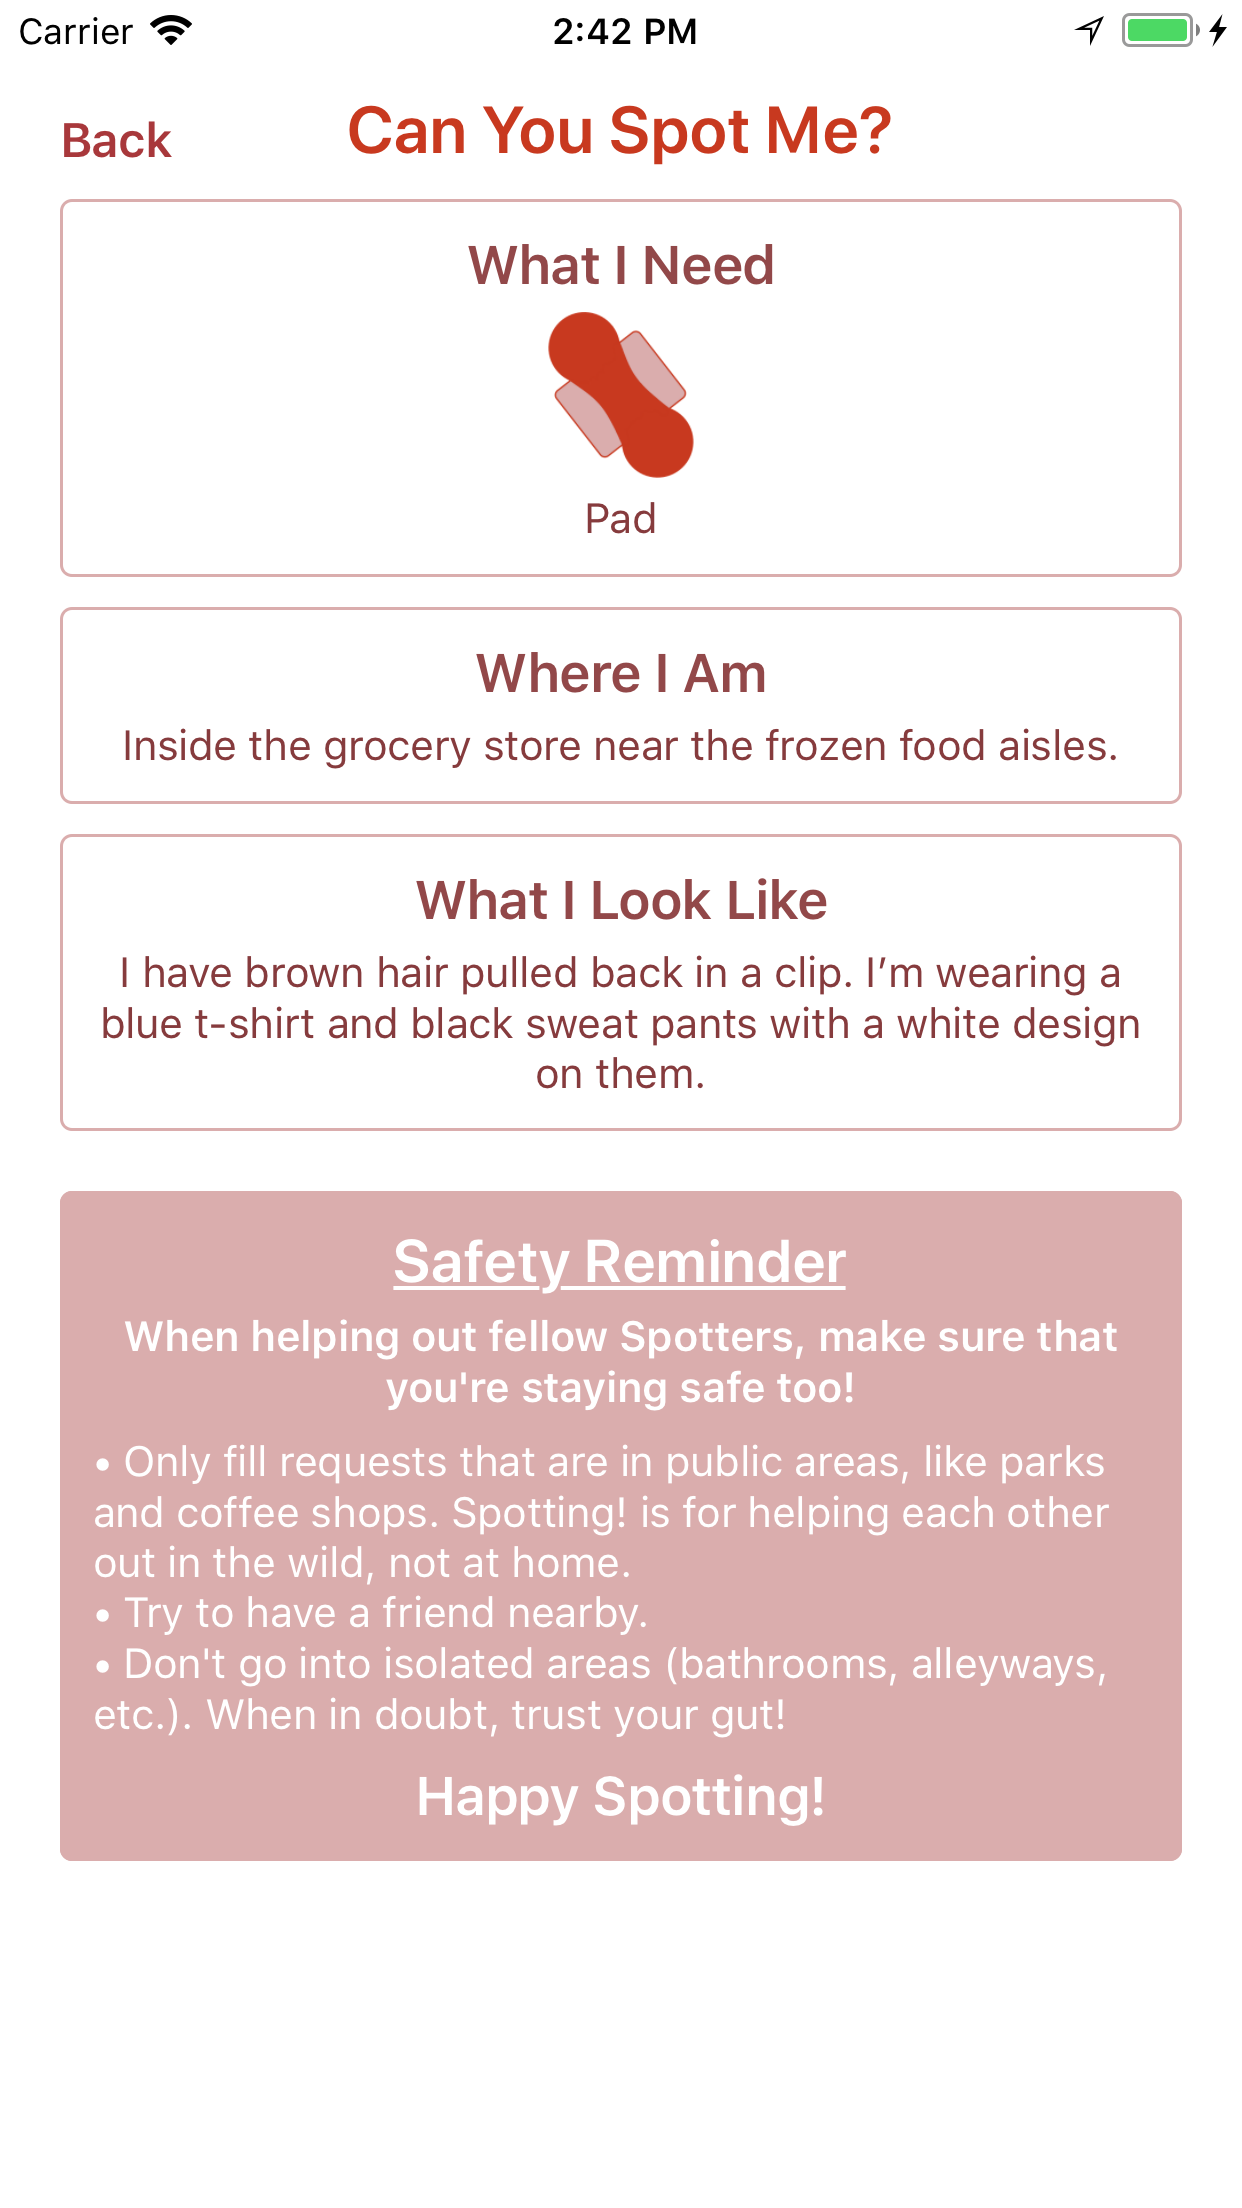 Carrier
2:42 PM
Back
Can You Spot Me?
What I Need
Pad
Where I Am
Inside the grocery store near the frozen food aisles.
What I Look Like
I have brown hair pulled back in a clip. I’m wearing a
blue t-shirt and black sweat pants with a white design
on them.
Safety Reminder
When helping out fellow Spotters, make sure that
you're staying safe too!
• Only fill requests that are in public areas, like parks
and coffee shops. Spotting! is for helping each other
out in the wild, not at home.
• Try to have a friend nearby.
• Don't go into isolated areas (bathrooms, alleyways,
etc.). When in doubt, trust your gut!
Happy Spotting!